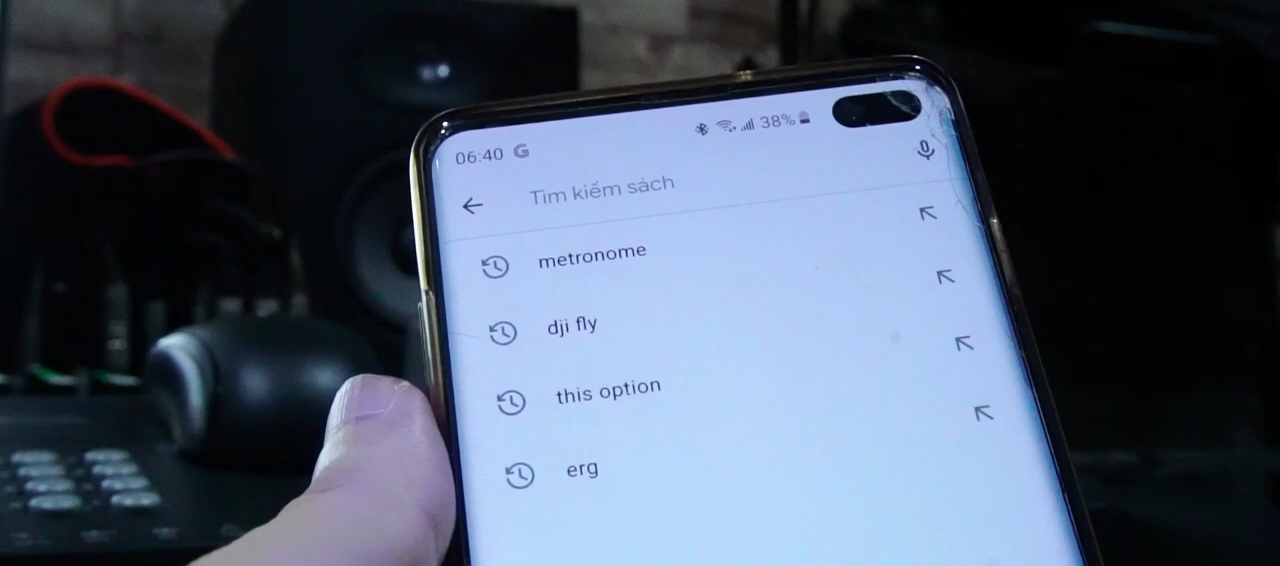 06:40 G 38%
Tìm kiếm sách
metronome
dji fly
this option
erg